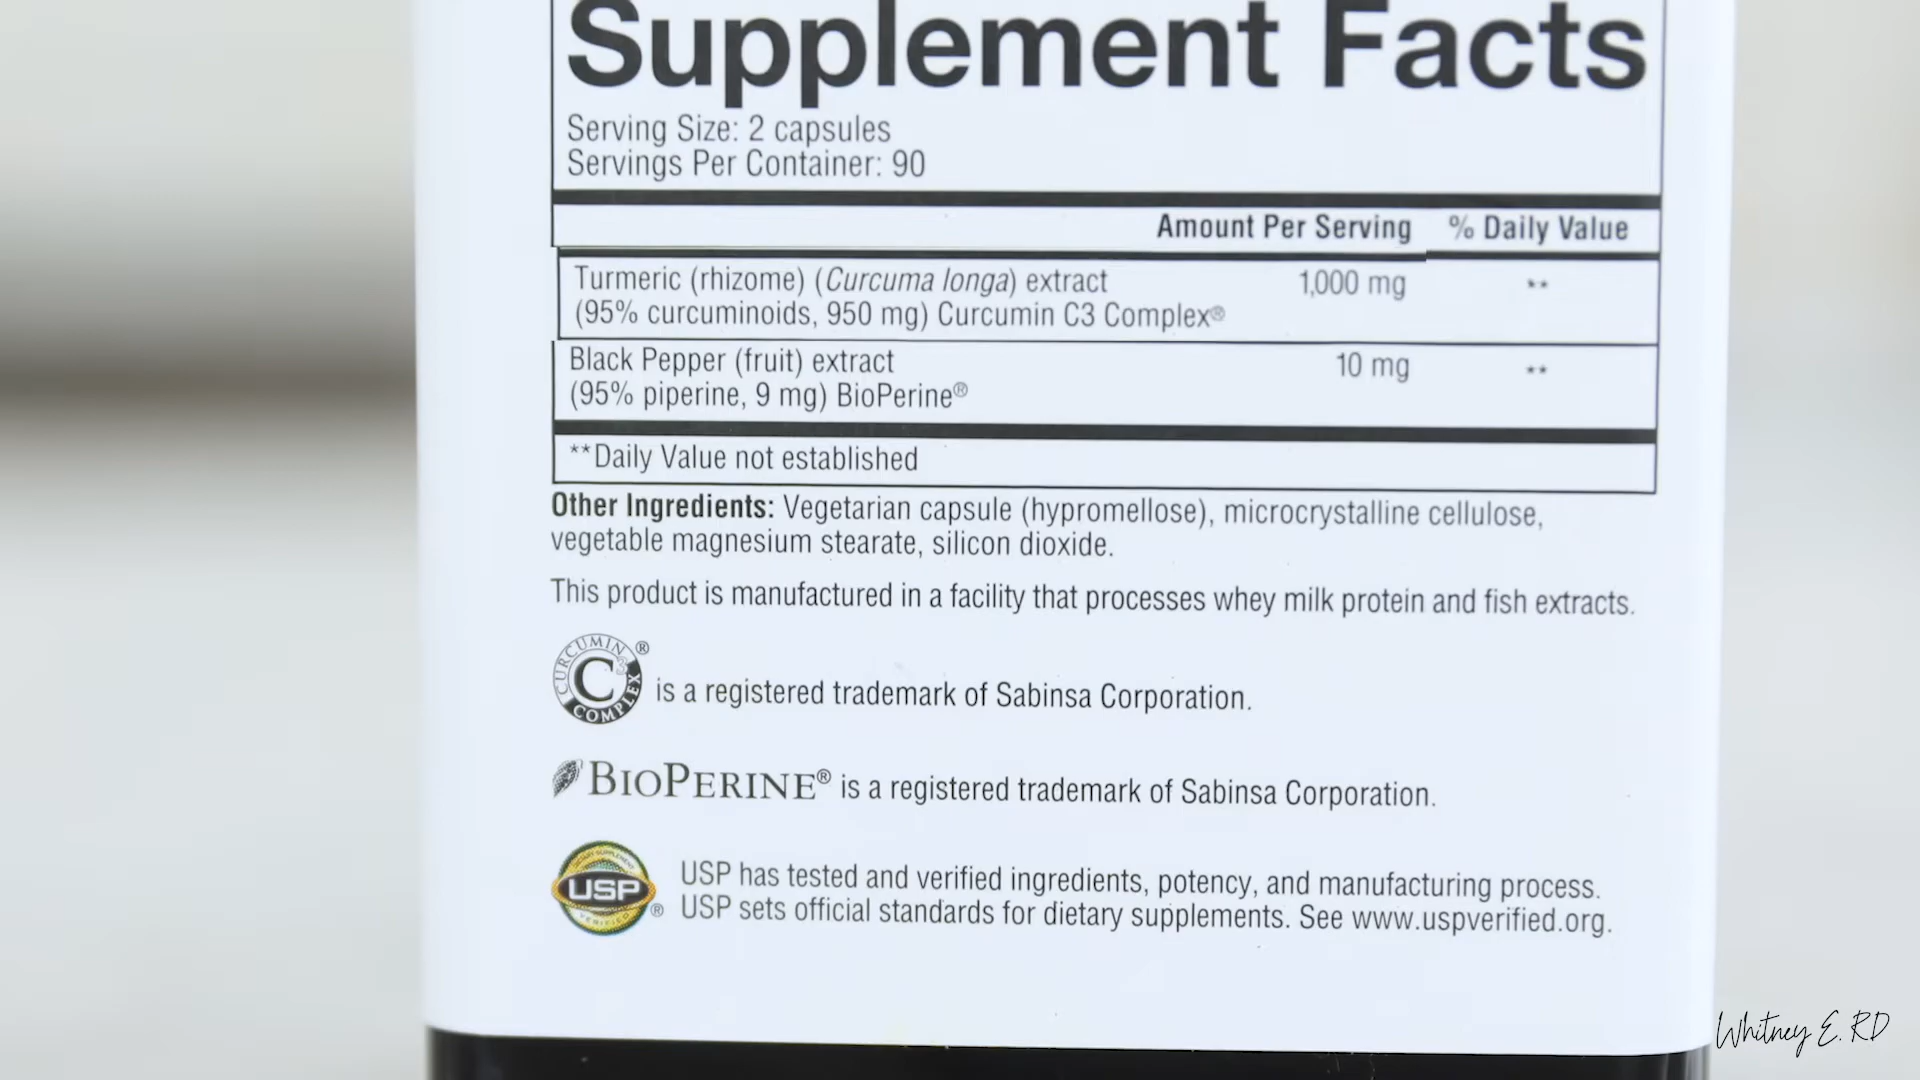 Supplement Facts
Serving Size: 2 capsules
Servings Per Container: 90
Amount Per Serving % Daily Value
Turmeric (rhizome) (Curcuma longa) extract 1,000 mg **
(95% curcuminoids, 950 mg) Curcumin C3 Complex®
Black Pepper (fruit) extract 10 mg **
(95% piperine, 9 mg) BioPerine®
**Daily Value not established
Other Ingredients: Vegetarian capsule (hypromellose), microcrystalline cellulose,
vegetable magnesium stearate, silicon dioxide.
This product is manufactured in a facility that processes whey milk protein and fish extracts.
CURCUMIN C3 COMPLEX® is a registered trademark of Sabinsa Corporation.
BIOPERINE® is a registered trademark of Sabinsa Corporation.
DIETARY SUPPLEMENT
USP
VERIFIED ®
USP has tested and verified ingredients, potency, and manufacturing process.
USP sets official standards for dietary supplements. See www.uspverified.org.
Whitney E. RD